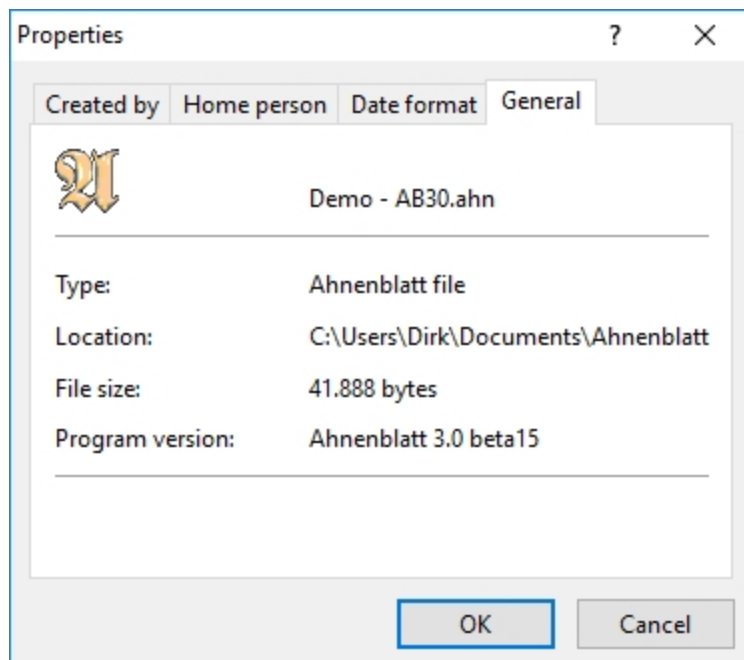 Properties
Created by Home person Date format General
Demo - AB30.ahn
Type: Ahnenblatt file
Location: C:\Users\Dirk\Documents\Ahnenblatt
File size: 41.888 bytes
Program version: Ahnenblatt 3.0 beta15
OK Cancel